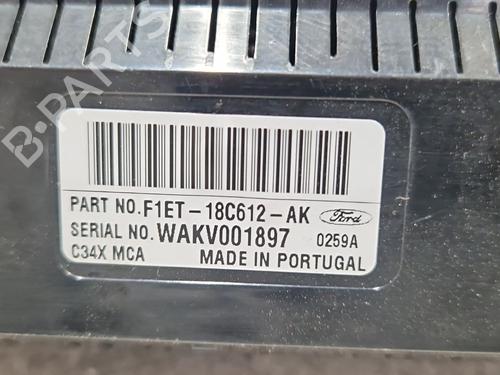 B-PARTS
PART NO.F1ET-18C612-AK Ford
SERIAL NO.WAKV001897 0259A
C34X MCA MADE IN PORTUGAL